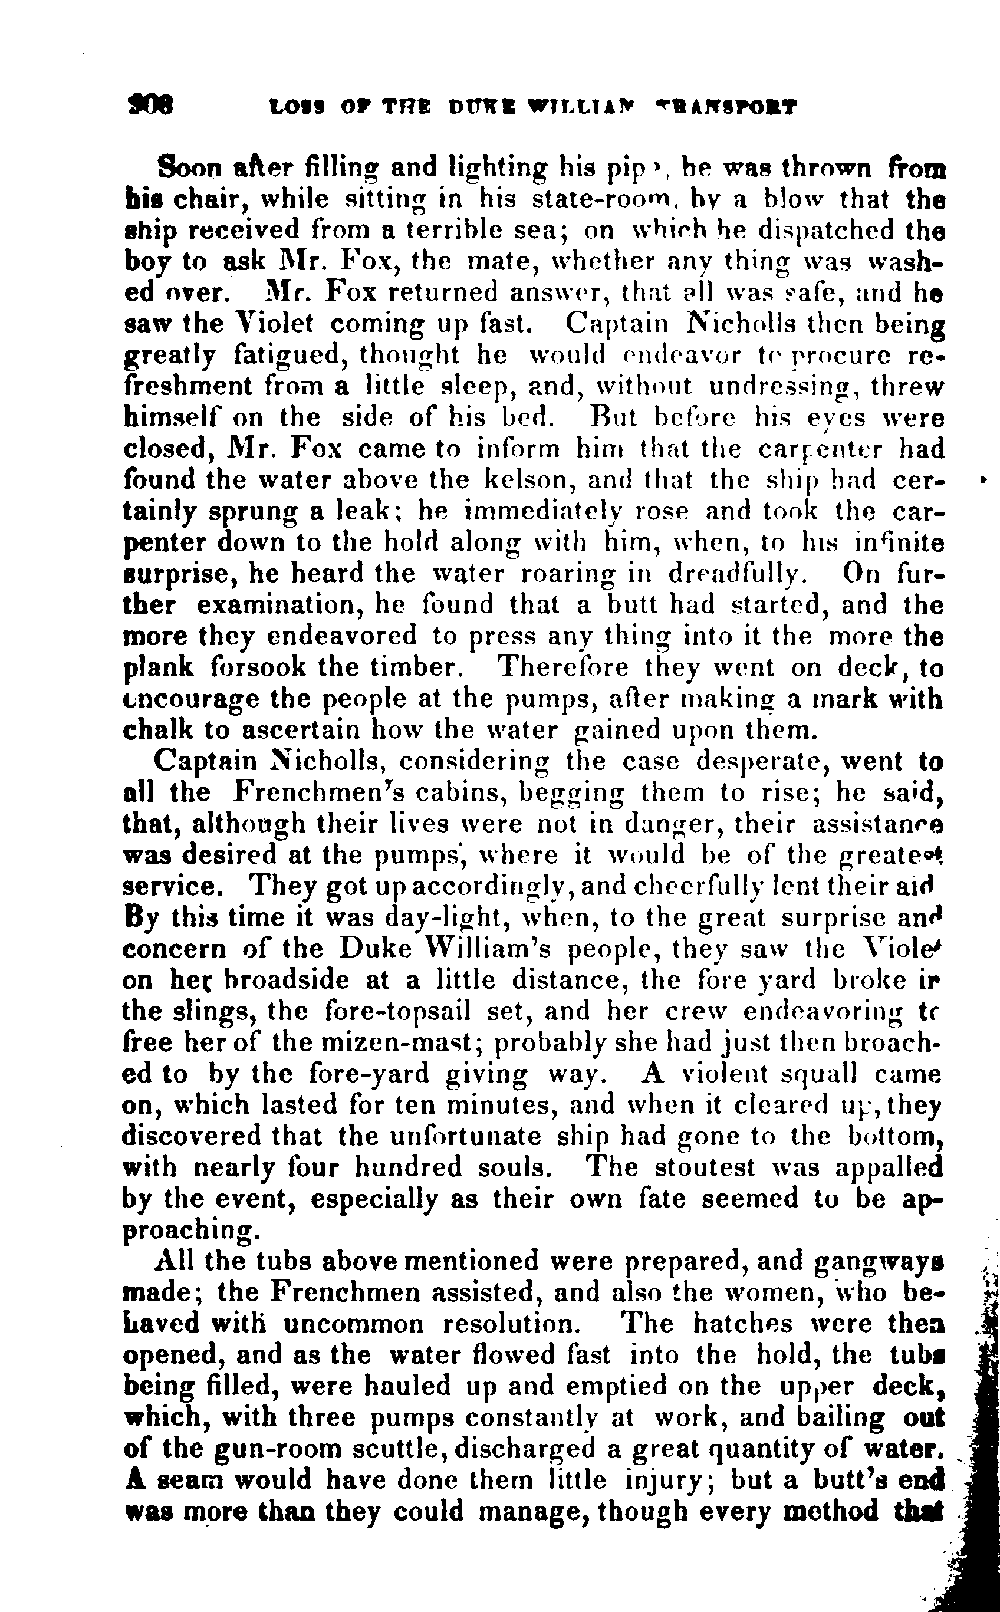 308 LOSS OF THE DUKE WILLIAM TRANSPORT
Soon after filling and lighting his pipe, he was thrown from
his chair, while sitting in his state-room, by a blow that the
ship received from a terrible sea; on which he dispatched the
boy to ask Mr. Fox, the mate, whether any thing was wash-
ed over. Mr. Fox returned answer, that all was safe, and he
saw the Violet coming up fast. Captain Nicholls then being
greatly fatigued, thought he would endeavor to procure re-
freshment from a little sleep, and, without undressing, threw
himself on the side of his bed. But before his eyes were
closed, Mr. Fox came to inform him that the carpenter had
found the water above the kelson, and that the ship had cer-
tainly sprung a leak; he immediately rose and took the car-
penter down to the hold along with him, when, to his infinite
surprise, he heard the water roaring in dreadfully. On fur-
ther examination, he found that a butt had started, and the
more they endeavored to press any thing into it the more the
plank forsook the timber. Therefore they went on deck, to
encourage the people at the pumps, after making a mark with
chalk to ascertain how the water gained upon them.
Captain Nicholls, considering the case desperate, went to
all the Frenchmen's cabins, begging them to rise; he said,
that, although their lives were not in danger, their assistance
was desired at the pumps, where it would be of the greatest
service. They got up accordingly, and cheerfully lent their aid
By this time it was day-light, when, to the great surprise and
concern of the Duke William's people, they saw the Violet
on her broadside at a little distance, the fore yard broke in
the slings, the fore-topsail set, and her crew endeavoring to
free her of the mizen-mast; probably she had just then broach-
ed to by the fore-yard giving way. A violent squall came
on, which lasted for ten minutes, and when it cleared up, they
discovered that the unfortunate ship had gone to the bottom,
with nearly four hundred souls. The stoutest was appalled
by the event, especially as their own fate seemed to be ap-
proaching.
All the tubs above mentioned were prepared, and gangways
made; the Frenchmen assisted, and also the women, who be-
haved with uncommon resolution. The hatches were then
opened, and as the water flowed fast into the hold, the tubs
being filled, were hauled up and emptied on the upper deck,
which, with three pumps constantly at work, and bailing out
of the gun-room scuttle, discharged a great quantity of water.
A seam would have done them little injury; but a butt's end
was more than they could manage, though every method that